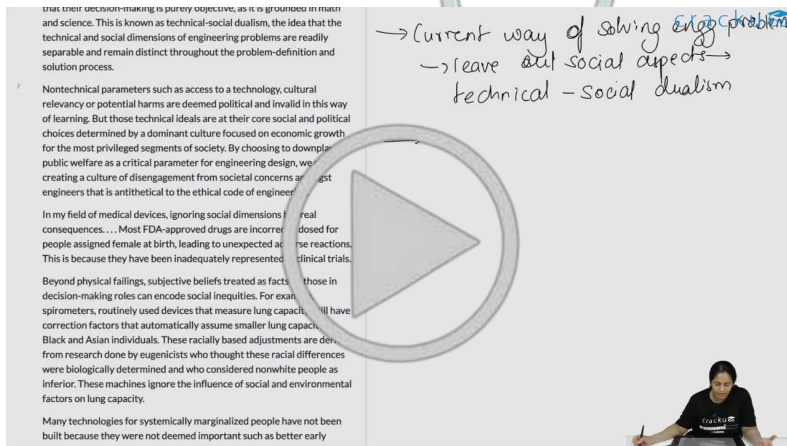 that their decision-making is purely objective, as it is grounded in math
and science. This is known as technical-social dualism, the idea that the
technical and social dimensions of engineering problems are readily
separable and remain distinct throughout the problem-definition and
solution process.
Nontechnical parameters such as access to a technology, cultural
relevancy or potential harms are deemed political and invalid in this way
of learning. But those technical ideals are at their core social and political
choices determined by a dominant culture focused on economic growth
for the most privileged segments of society. By choosing to downplay
public welfare as a critical parameter for engineering design, we
creating a culture of disengagement from societal concerns
engineers that is antithetical to the ethical code of
In my field of medical devices, ignoring social dimensions real
consequences.... Most FDA-approved drugs are dosed for
people assigned female at birth, leading to unexpected reactions.
This is because they have been inadequately represented clinical trials.
Beyond physical failings, subjective beliefs treated as facts those in
decision-making roles can encode social inequities. For
spirometers, routinely used devices that measure lung have
correction factors that automatically assume smaller lung
Black and Asian individuals. These racially based adjustments are
from research done by eugenicists who thought these racial differences
were biologically determined and who considered nonwhite people as
inferior. These machines ignore the influence of social and environmental
factors on lung capacity.
Many technologies for systemically marginalized people have not been
built because they were not deemed important such as better early
→ Current way of solving engg problems
→ leave out social aspects →
technical - social dualism
cracku
cracku